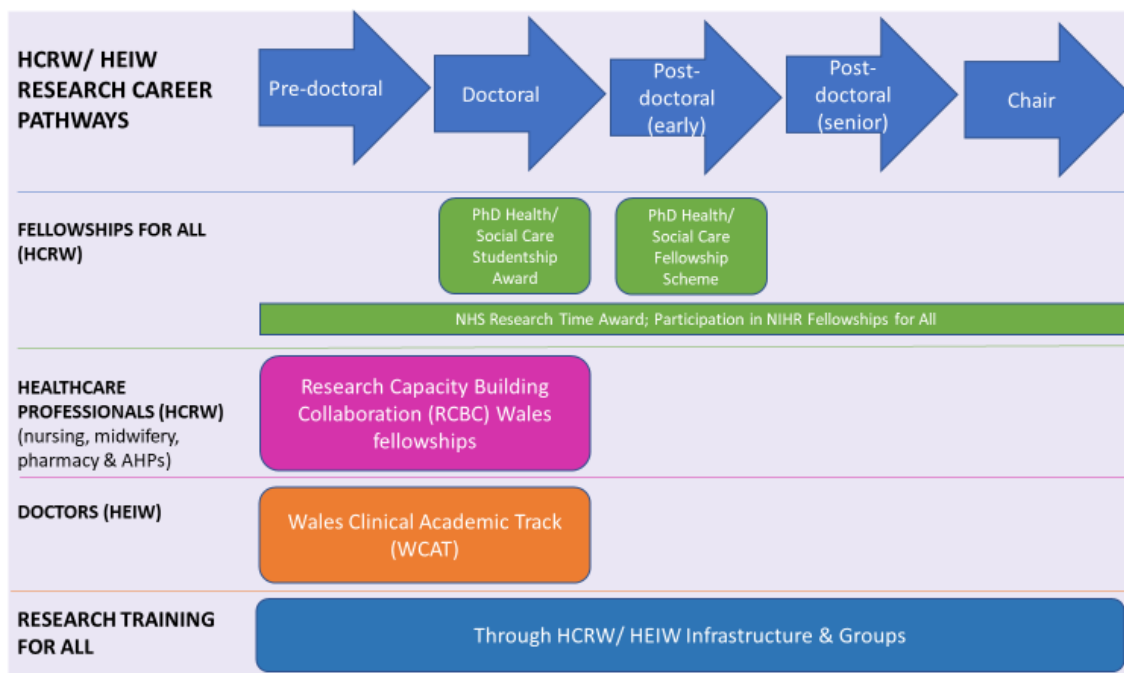 HCRW/ HEIW
RESEARCH CAREER
PATHWAYS
Pre-doctoral
Doctoral
Post-
doctoral
(early)
Post-
doctoral
(senior)
Chair
FELLOWSHIPS FOR ALL
(HCRW)
PhD Health/
Social Care
Studentship
Award
PhD Health/
Social Care
Fellowship
Scheme
NHS Research Time Award; Participation in NIHR Fellowships for All
HEALTHCARE
PROFESSIONALS (HCRW)
(nursing, midwifery,
pharmacy & AHPs)
Research Capacity Building
Collaboration (RCBC) Wales
fellowships
DOCTORS (HEIW)
Wales Clinical Academic Track
(WCAT)
RESEARCH TRAINING
FOR ALL
Through HCRW/ HEIW Infrastructure & Groups